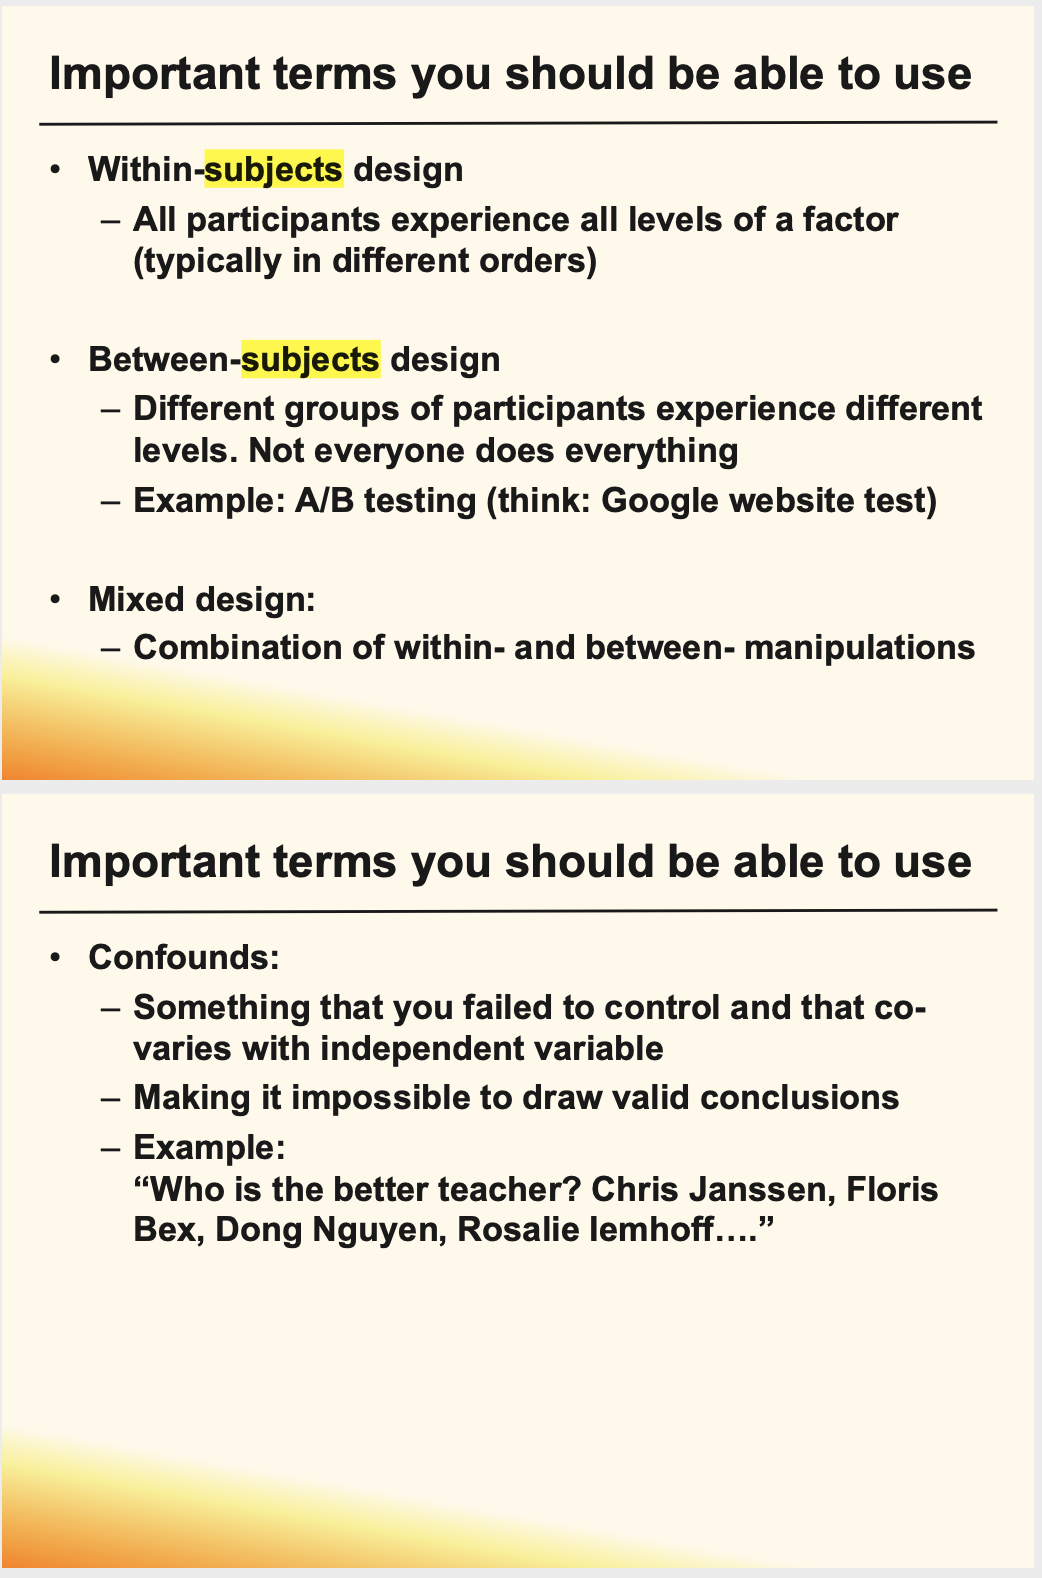 Important terms you should be able to use
• Within-subjects design
– All participants experience all levels of a factor
(typically in different orders)
• Between-subjects design
– Different groups of participants experience different
levels. Not everyone does everything
– Example: A/B testing (think: Google website test)
• Mixed design:
– Combination of within- and between- manipulations
Important terms you should be able to use
• Confounds:
– Something that you failed to control and that co-
varies with independent variable
– Making it impossible to draw valid conclusions
– Example:
“Who is the better teacher? Chris Janssen, Floris
Bex, Dong Nguyen, Rosalie Iemhoff….”